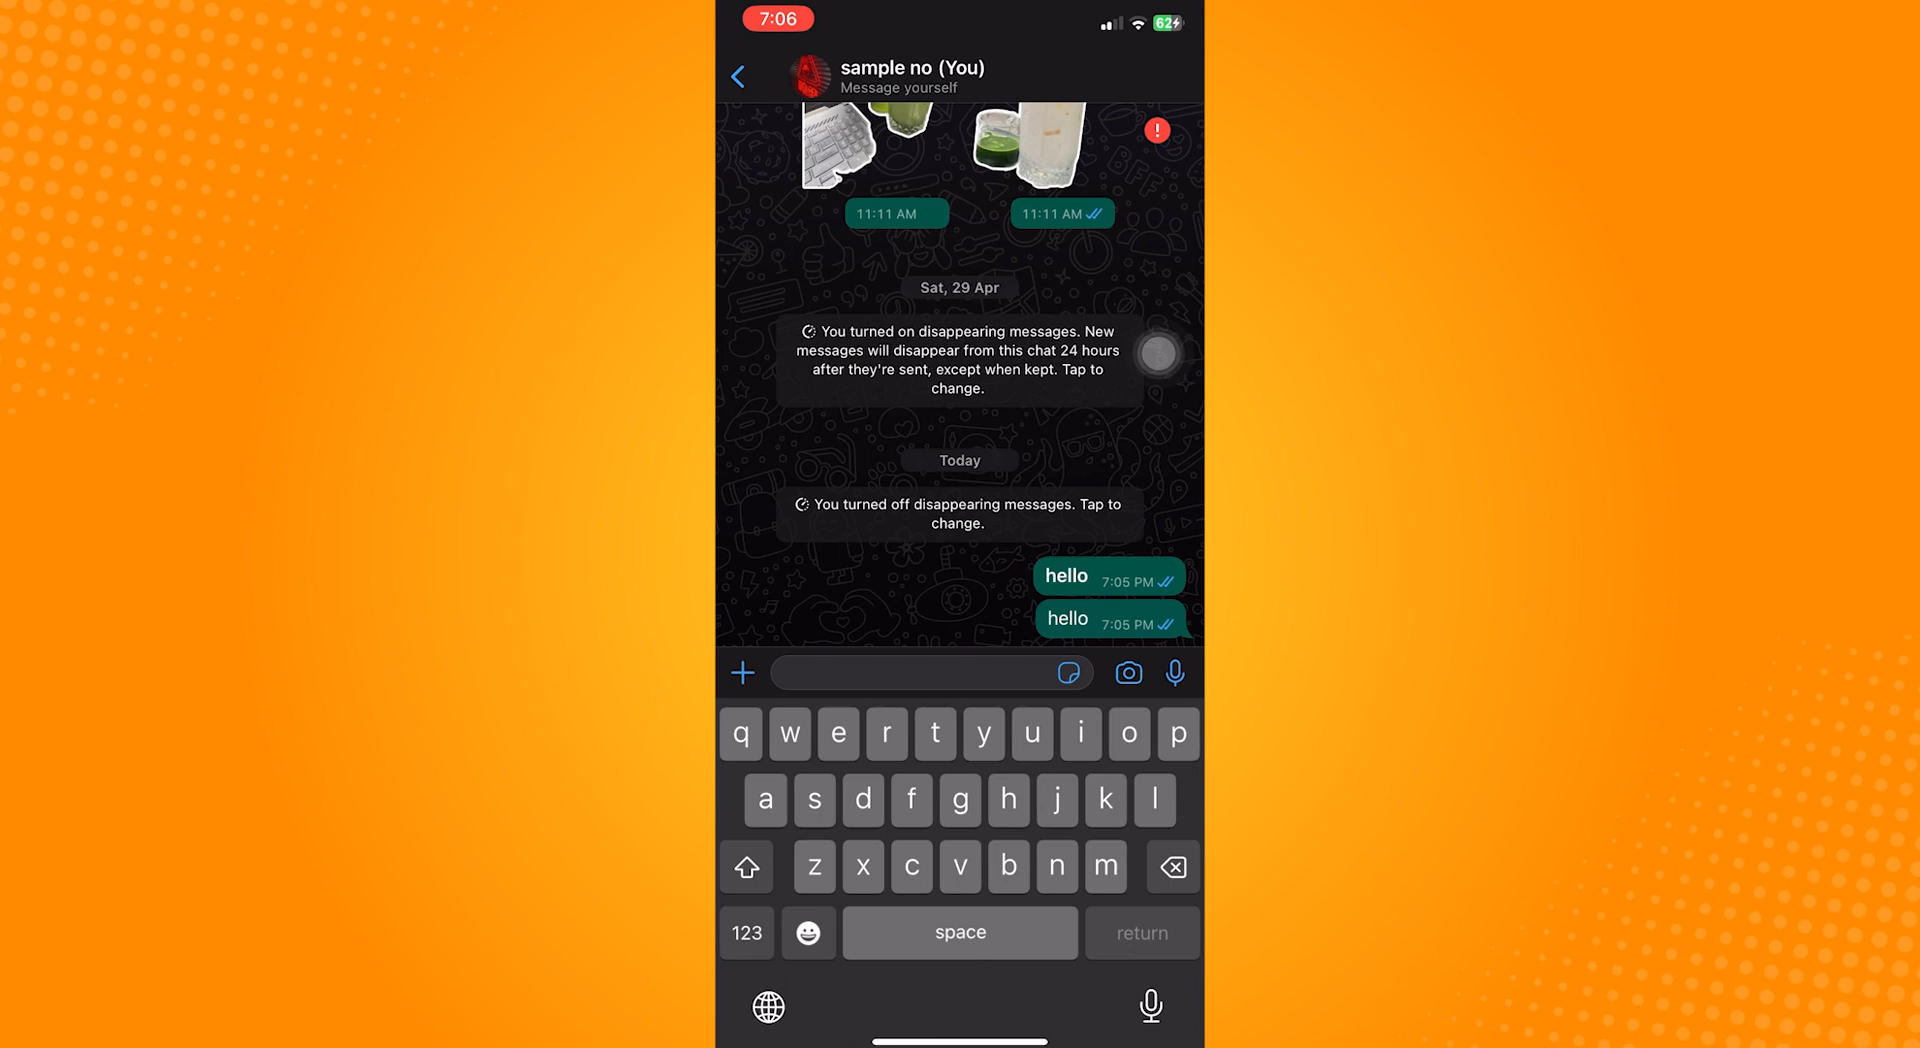 7:06
62
sample no (You)
Message yourself
!
11:11 AM
11:11 AM
Sat, 29 Apr
You turned on disappearing messages. New
messages will disappear from this chat 24 hours
after they're sent, except when kept. Tap to
change.
Today
You turned off disappearing messages. Tap to
change.
hello 7:05 PM
hello 7:05 PM
q w e r t y u i o p
a s d f g h j k l
z x c v b n m
123 space return